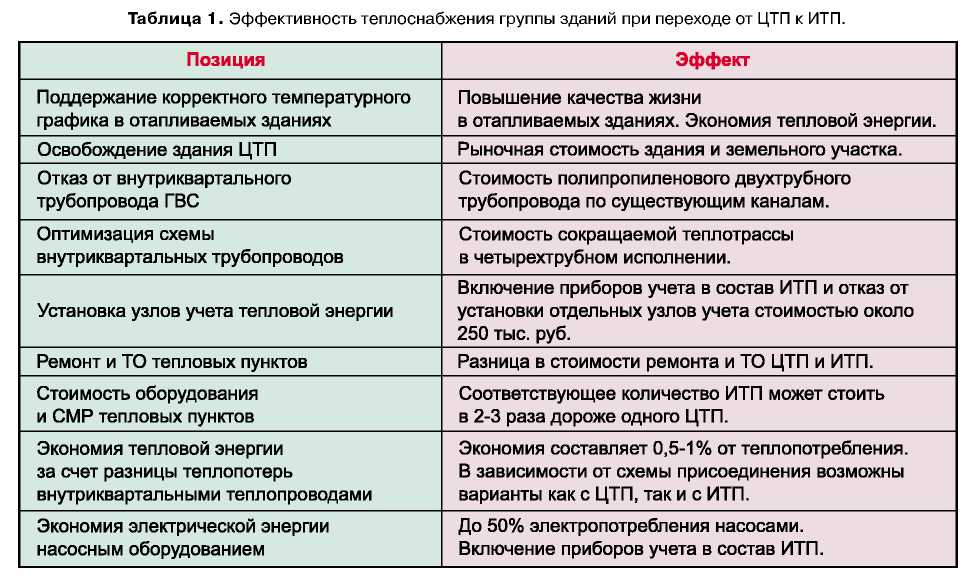 Таблица 1. Эффективность теплоснабжения группы зданий при переходе от ЦТП к ИТП.
Позиция
Эффект
Поддержание корректного температурного
графика в отапливаемых зданиях
Повышение качества жизни
в отапливаемых зданиях. Экономия тепловой энергии.
Освобождение здания ЦТП
Рыночная стоимость здания и земельного участка.
Отказ от внутриквартального
трубопровода ГВС
Стоимость полипропиленового двухтрубного
трубопровода по существующим каналам.
Оптимизация схемы
внутриквартальных трубопроводов
Стоимость сокращаемой теплотрассы
в четырехтрубном исполнении.
Установка узлов учета тепловой энергии
Включение приборов учета в состав ИТП и отказ от
установки отдельных узлов учета стоимостью около
250 тыс. руб.
Ремонт и ТО тепловых пунктов
Разница в стоимости ремонта и ТО ЦТП и ИТП.
Стоимость оборудования
и СМР тепловых пунктов
Соответствующее количество ИТП может стоить
в 2-3 раза дороже одного ЦТП.
Экономия тепловой энергии
за счет разницы теплопотерь
внутриквартальными теплопроводами
Экономия составляет 0,5-1% от теплопотребления.
В зависимости от схемы присоединения возможны
варианты как с ЦТП, так и с ИТП.
Экономия электрической энергии
насосным оборудованием
До 50% электропотребления насосами.
Включение приборов учета в состав ИТП.